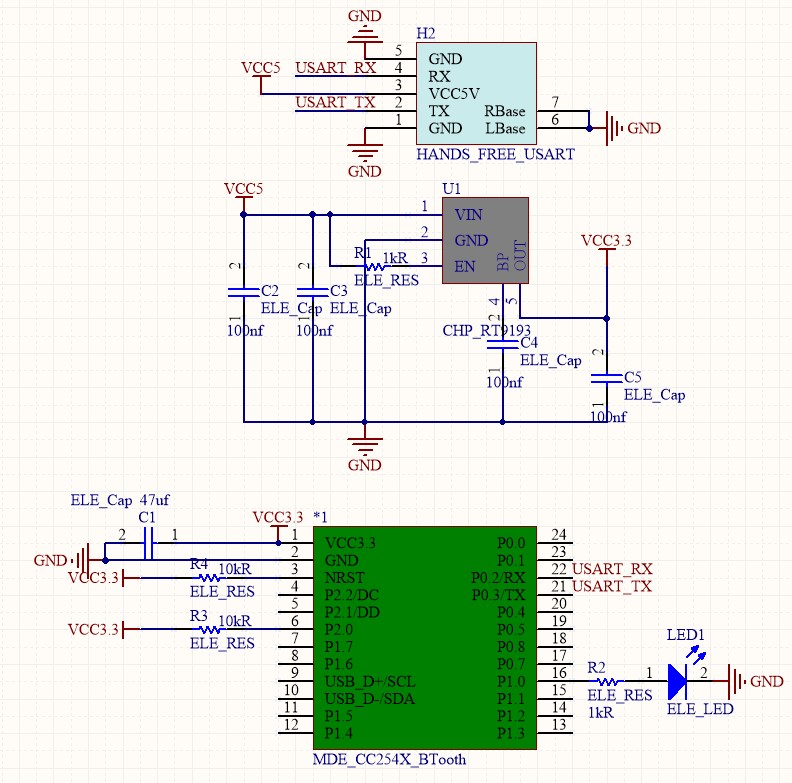 GND
H2
5 GND
USART_RX 4 RX
VCC5 3 VCC5V
USART_TX 2 TX RBase 7
1 GND LBase 6 GND
HANDS_FREE_USART
GND
VCC5 U1
1 VIN
2 GND
R1 1kR 3 EN
ELE_RES
BP OUT
VCC3.3
2 C2 1
ELE_Cap
100nf
2 C3 1
ELE_Cap
100nf
4 5
CHP_RT9193
2 C4 1
ELE_Cap
100nf
2 C5 1
ELE_Cap
100nf
GND
ELE_Cap 47uf
C1
2 1
VCC3.3 *1
1 VCC3.3 P0.0 24
GND 2 GND P0.1 23
VCC3.3 R4 10kR 3 NRST P0.2/RX 22 USART_RX
ELE_RES 4 P2.2/DC P0.3/TX 21 USART_TX
5 P2.1/DD P0.4 20
VCC3.3 R3 10kR 6 P2.0 P0.5 19
ELE_RES 7 P1.7 P0.8 18
8 P1.6 P0.7 17
9 USB_D+/SCL P1.0 16 R2 1 LED1 2 GND
10 USB_D-/SDA P1.1 15 ELE_RES ELE_LED
11 P1.5 P1.2 14 1kR
12 P1.4 P1.3 13
MDE_CC254X_BTooth